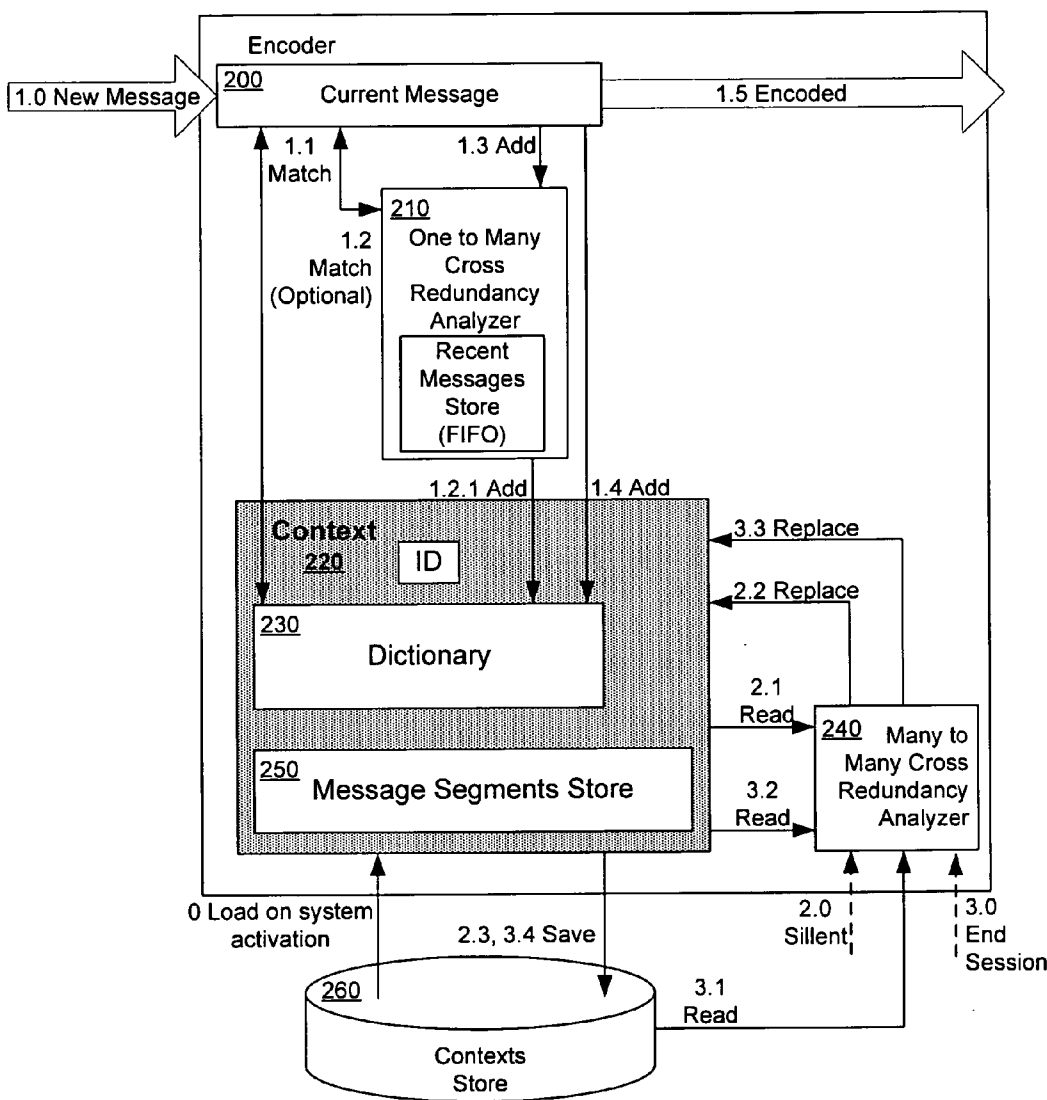 Encoder
200
Current Message
1.0 New Message
1.5 Encoded
1.1
Match
1.3 Add
1.2
Match
(Optional)
210
One to Many
Cross
Redundancy
Analyzer
Recent
Messages
Store
(FIFO)
1.2.1 Add
1.4 Add
Context
220
ID
3.3 Replace
2.2 Replace
230
Dictionary
2.1
Read
240
Many to
Many Cross
Redundancy
Analyzer
250
Message Segments Store
3.2
Read
0 Load on system
activation
2.3, 3.4 Save
2.0
Sillent
3.0
End
Session
260
Contexts
Store
3.1
Read